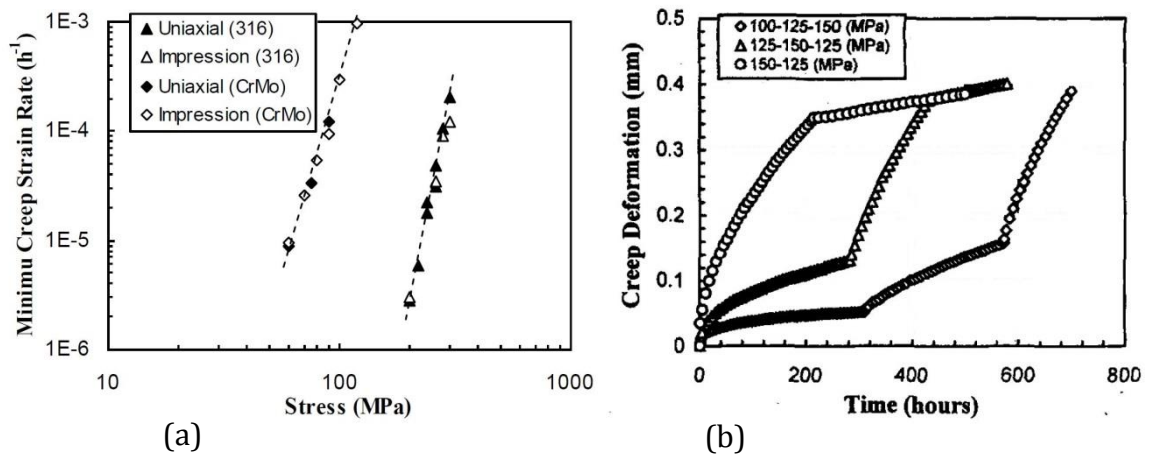 Minimu Creep Strain Rate (h-1)
1E-3
1E-4
1E-5
1E-6
▲ Uniaxial (316)
△ Impression (316)
◆ Uniaxial (CrMo)
◇ Impression (CrMo)
10
100
1000
Stress (MPa)
(a)
Creep Deformation (mm)
0.5
0.4
0.3
0.2
0.1
0
◇ 100-125-150 (MPa)
△ 125-150-125 (MPa)
○ 150-125 (MPa)
0
200
400
600
800
Time (hours)
(b)